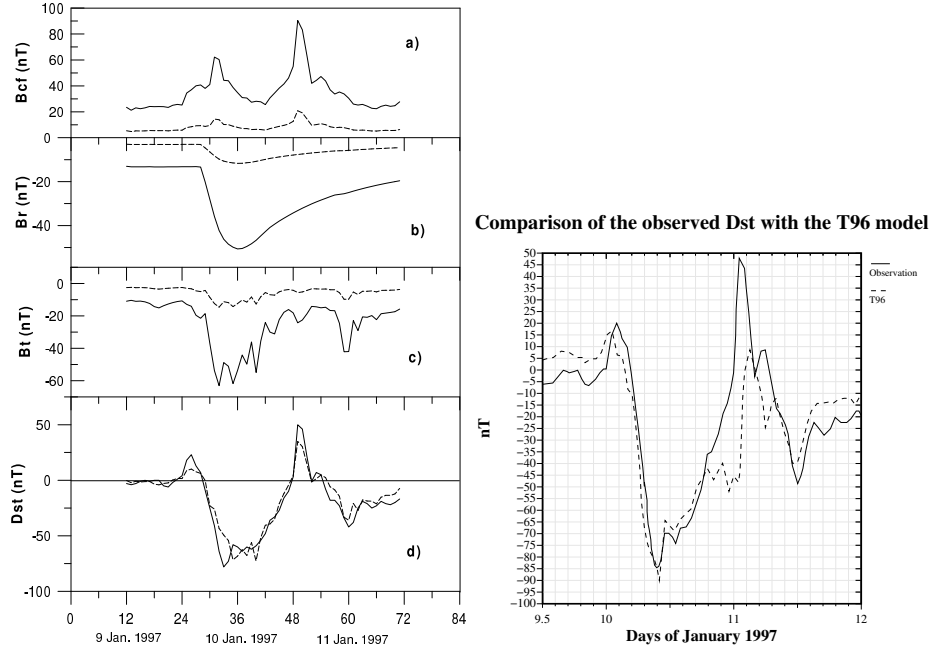 100
80
60
40
20
0
Bcf (nT)
a)
-20
-40
Br (nT)
b)
0
-20
-40
-60
Bt (nT)
c)
50
0
-50
-100
Dst (nT)
d)
0 12 24 36 48 60 72 84
9 Jan. 1997 10 Jan. 1997 11 Jan. 1997
Comparison of the observed Dst with the T96 model
50
45
40
35
30
25
20
15
10
5
0
−5
−10
−15
−20
−25
−30
−35
−40
−45
−50
−55
−60
−65
−70
−75
−80
−85
−90
−95
−100
nT
9.5 10 11 12
Days of January 1997
Observation
T96